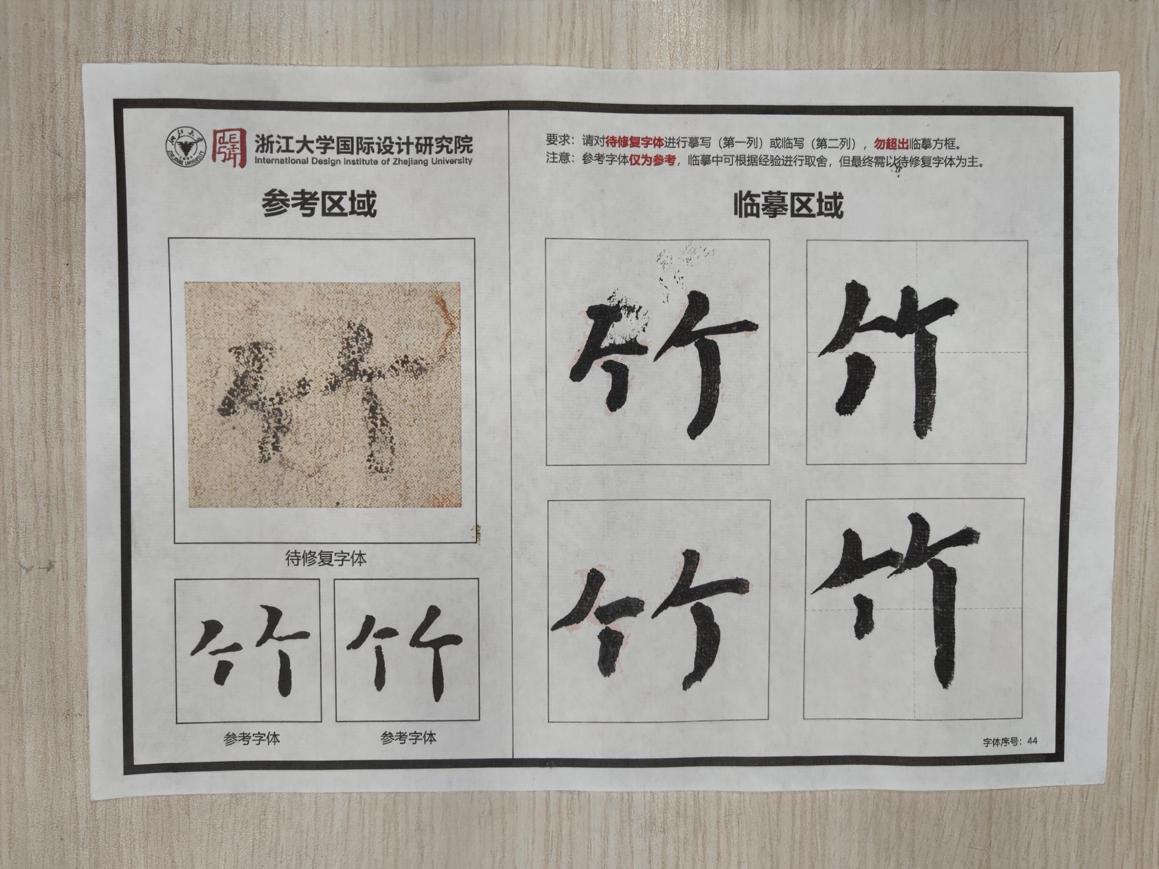 浙江大学国际设计研究院
International Design Institute of Zhejiang University
参考区域
竹
待修复字体
竹 竹
参考字体 参考字体
要求：请对待修复字体进行摹写（第一列）或临写（第二列），勿超出临摹方框。
注意：参考字体仅为参考，临摹中可根据经验进行取舍，但最终需以待修复字体为主。
临摹区域
竹 竹
竹 竹
字体序号：44